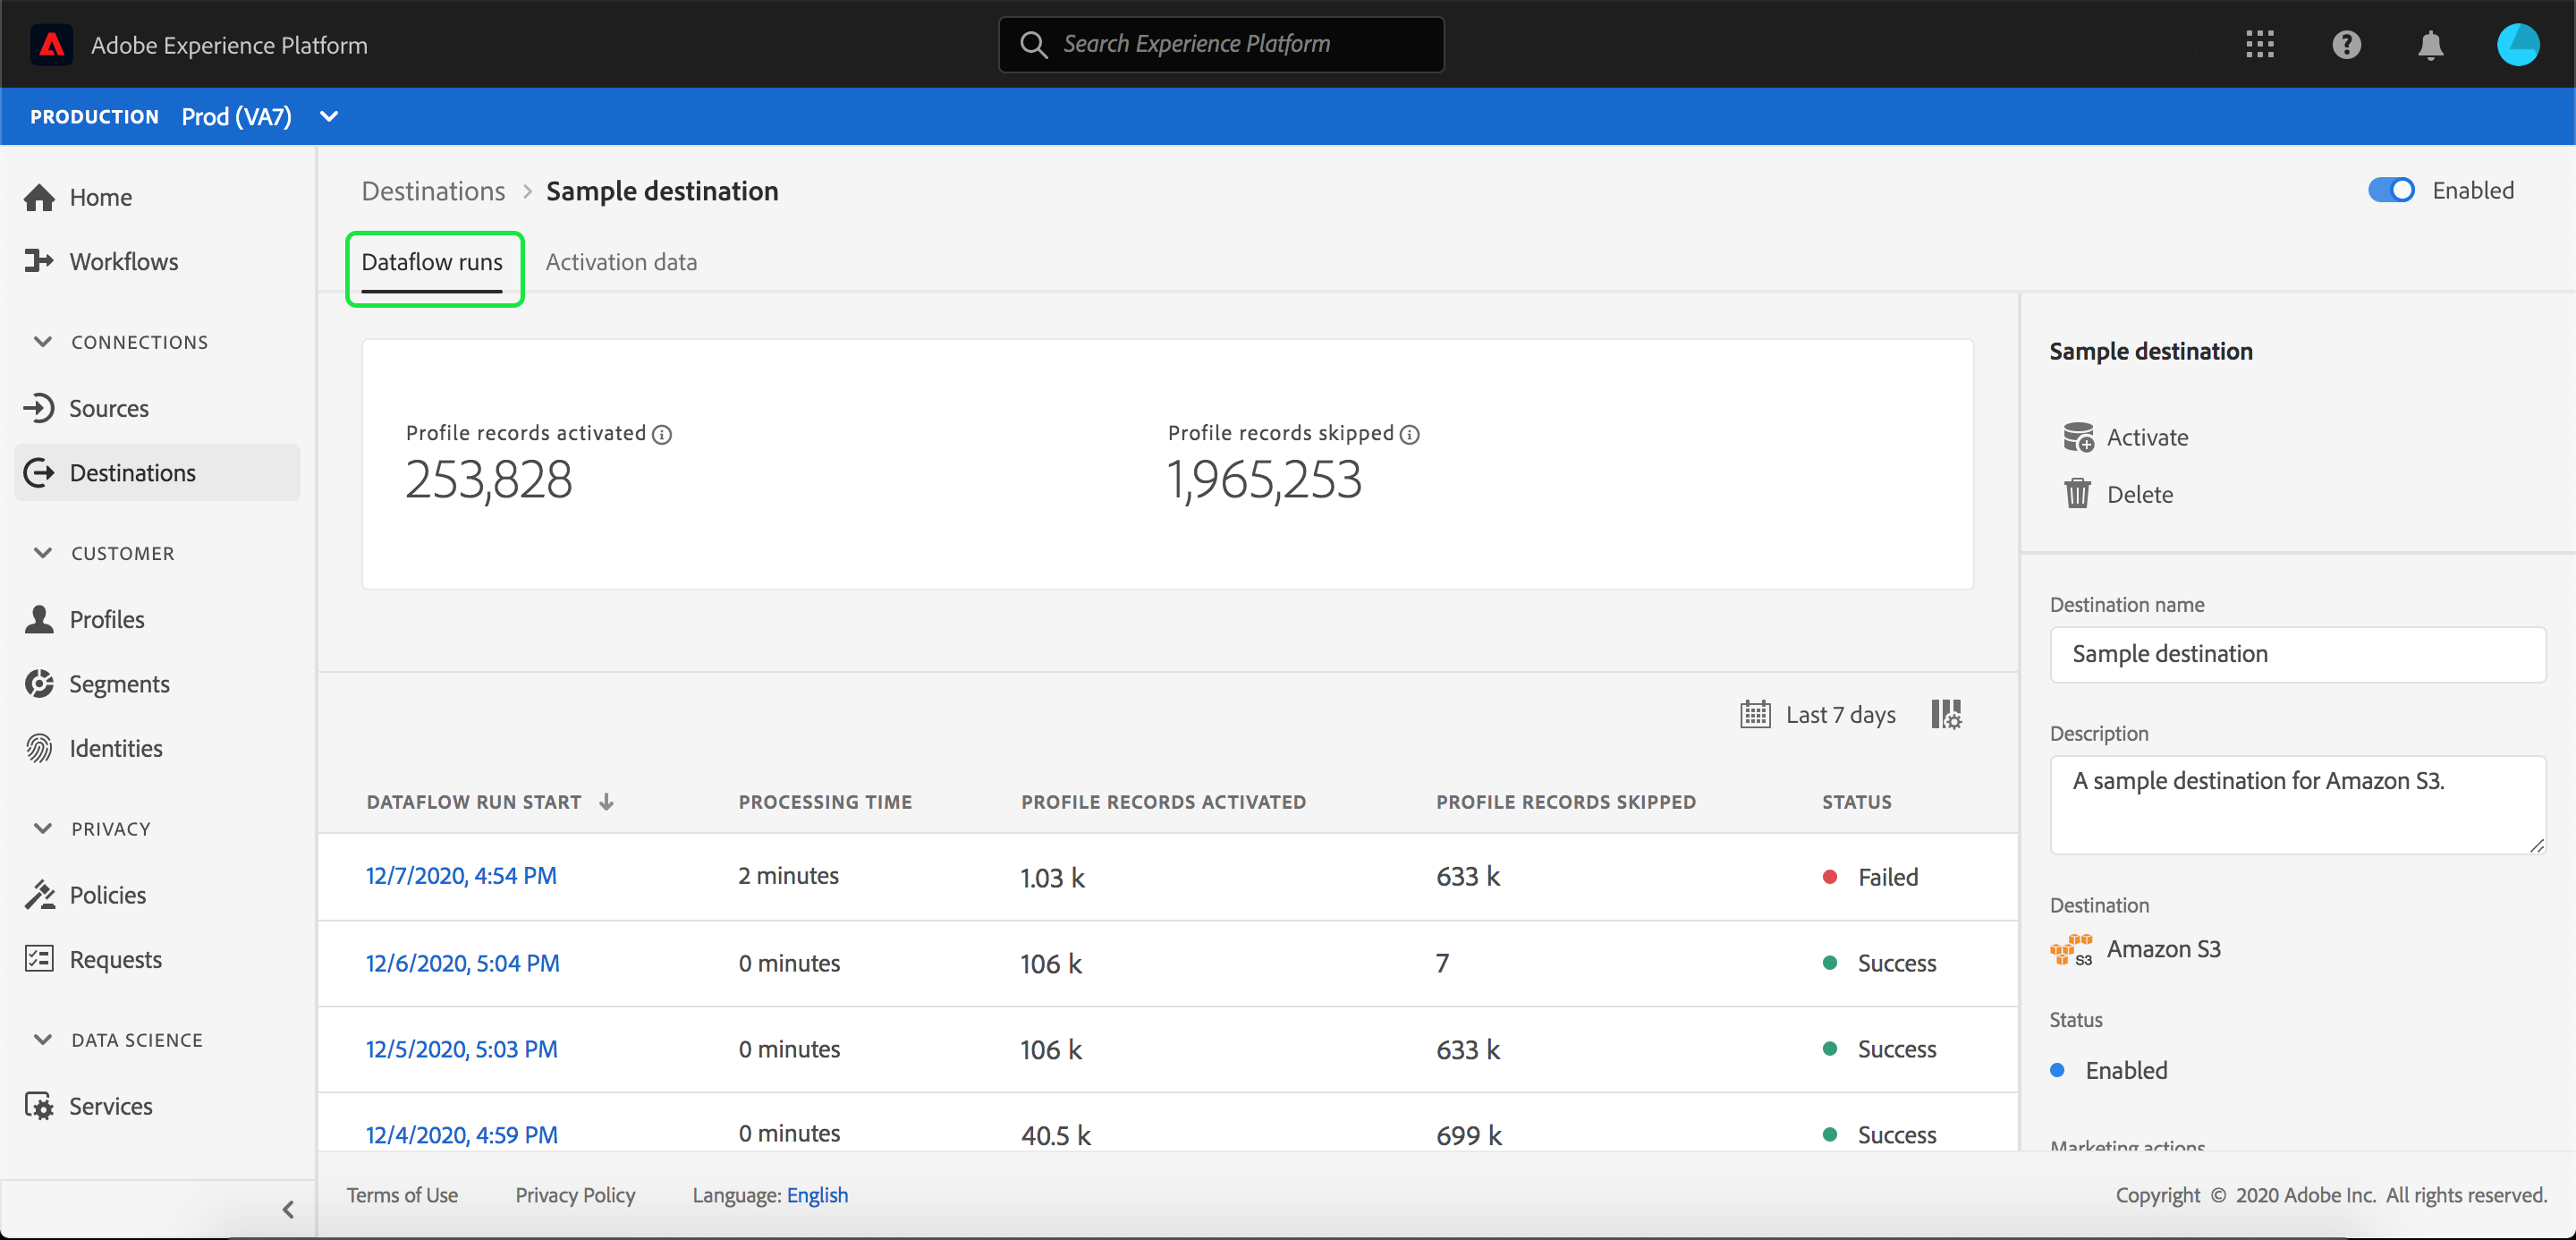 Adobe Experience Platform
Search Experience Platform
PRODUCTION Prod (VA7)
Home
Workflows
CONNECTIONS
Sources
Destinations
CUSTOMER
Profiles
Segments
Identities
PRIVACY
Policies
Requests
DATA SCIENCE
Services
Destinations > Sample destination
Enabled
Dataflow runs Activation data
Profile records activated
253,828
Profile records skipped
1,965,253
Last 7 days
DATAFLOW RUN START PROCESSING TIME PROFILE RECORDS ACTIVATED PROFILE RECORDS SKIPPED STATUS
12/7/2020, 4:54 PM 2 minutes 1.03 k 633 k Failed
12/6/2020, 5:04 PM 0 minutes 106 k 7 Success
12/5/2020, 5:03 PM 0 minutes 106 k 633 k Success
12/4/2020, 4:59 PM 0 minutes 40.5 k 699 k Success
Sample destination
Activate
Delete
Destination name
Sample destination
Description
A sample destination for Amazon S3.
Destination
S3 Amazon S3
Status
Enabled
Marketing actions
Terms of Use Privacy Policy Language: English
Copyright © 2020 Adobe Inc. All rights reserved.